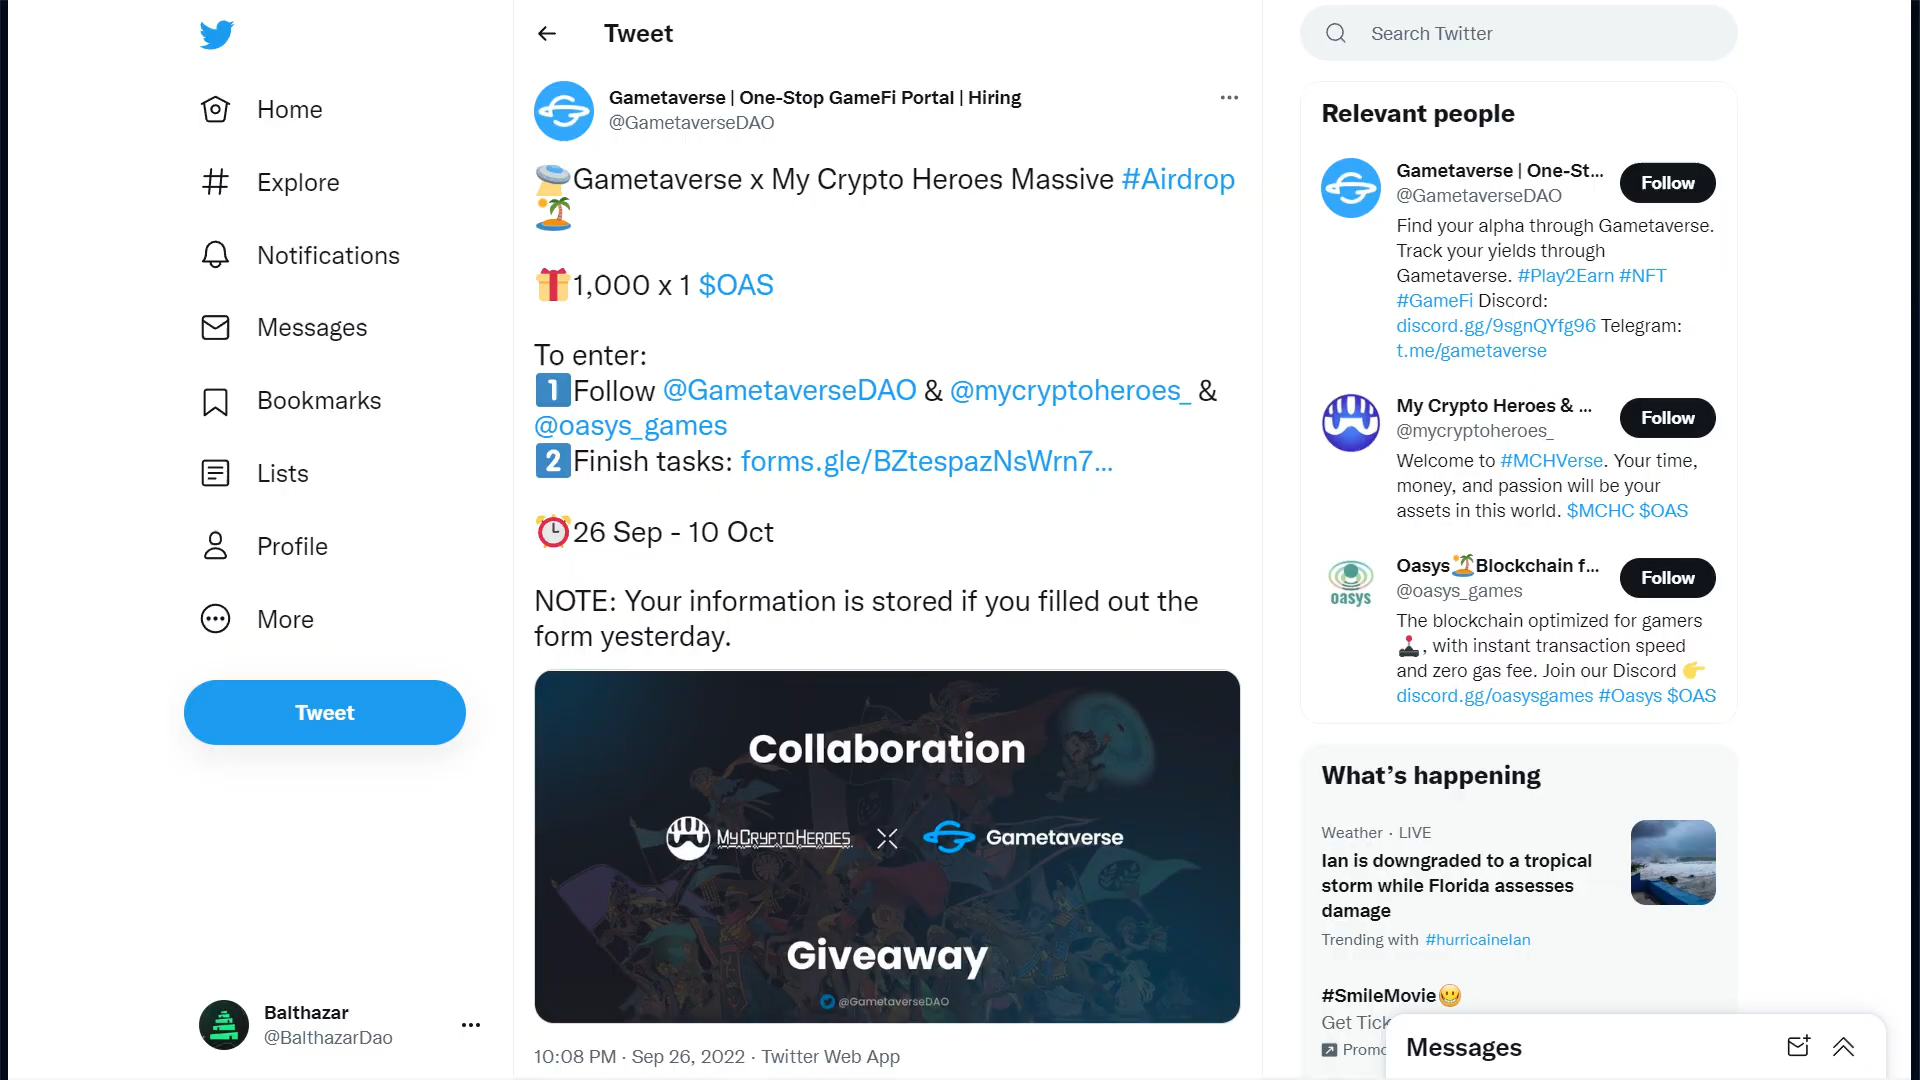 Home
Explore
Notifications
Messages
Bookmarks
Lists
Profile
More
Tweet
Balthazar
@BalthazarDao
Tweet
Gametaverse | One-Stop GameFi Portal | Hiring
@GametaverseDAO
🛸Gametaverse x My Crypto Heroes Massive #Airdrop
🏝️
🎁1,000 x 1 $OAS
To enter:
1️⃣Follow @GametaverseDAO & @mycryptoheroes_ &
@oasys_games
2️⃣Finish tasks: forms.gle/BZtespazNsWrn7...
⏰26 Sep - 10 Oct
NOTE: Your information is stored if you filled out the
form yesterday.
Collaboration
MyCryptoHeroes
Gametaverse
Giveaway
@GametaverseDAO
10:08 PM · Sep 26, 2022 · Twitter Web App
Search Twitter
Relevant people
Gametaverse | One-St...
@GametaverseDAO
Follow
Find your alpha through Gametaverse.
Track your yields through
Gametaverse. #Play2Earn #NFT
#GameFi Discord:
discord.gg/9sgnQYfg96 Telegram:
t.me/gametaverse
My Crypto Heroes & ...
@mycryptoheroes_
Follow
Welcome to #MCHVerse. Your time,
money, and passion will be your
assets in this world. $MCHC $OAS
oasys
Oasys🏝️Blockchain f...
@oasys_games
Follow
The blockchain optimized for gamers
🕹️, with instant transaction speed
and zero gas fee. Join our Discord 👉
discord.gg/oasysgames #Oasys $OAS
What's happening
Weather · LIVE
Ian is downgraded to a tropical
storm while Florida assesses
damage
Trending with #hurricaneIan
#SmileMovie
Get Tick
Promo
Messages